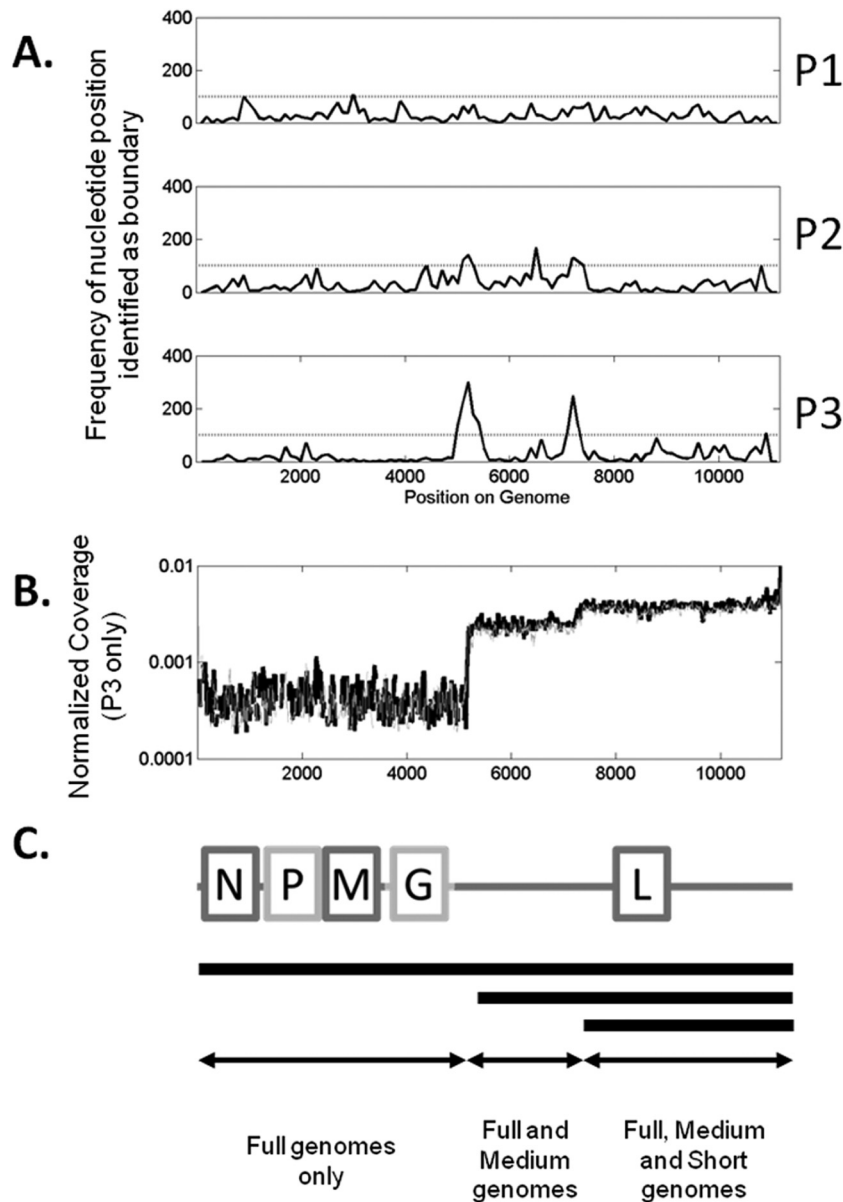 A.
Frequency of nucleotide position
identified as boundary
400
200
0
P1
400
200
0
P2
400
200
0
P3
2000 4000 6000 8000 10000
Position on Genome
B.
Normalized Coverage
(P3 only)
0.01
0.001
0.0001
2000 4000 6000 8000 10000
C.
N P M G L
Full genomes
only
Full and
Medium
genomes
Full, Medium
and Short
genomes